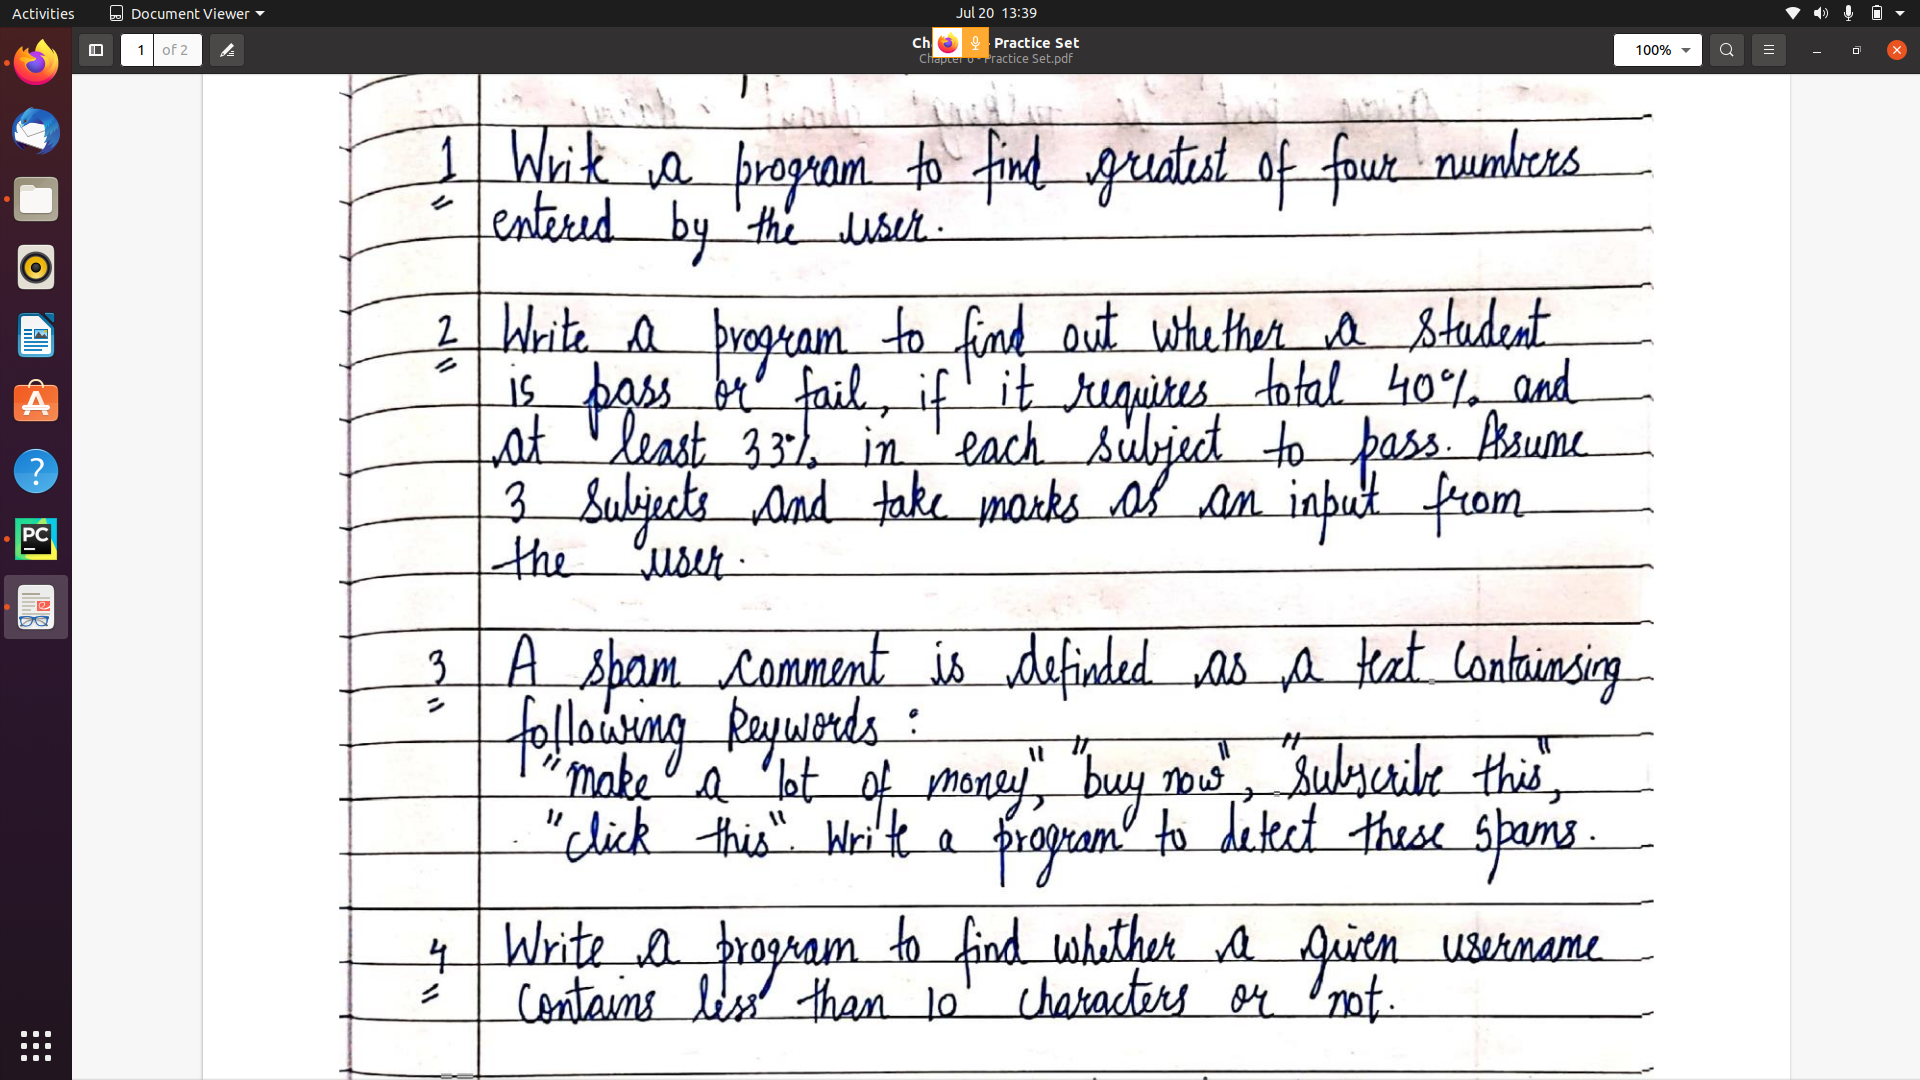 Activities
Document Viewer
Jul 20 13:39
1 of 2
Practice Set
Practice Set.pdf
100%
1 Write a program to find greatest of four numbers
entered by the user.
2 Write a program to find out whether a student
is pass or fail, if it requires total 40% and
at least 33% in each subject to pass. Assume
3 subjects and take marks as an input from
the user.
3 A spam comment is definded as a text containsing
following keywords :
"make a lot of money", "buy now", "subscribe this",
"click this". Write a program to detect these spams.
4 Write a program to find whether a given username
contains less than 10 characters or not.